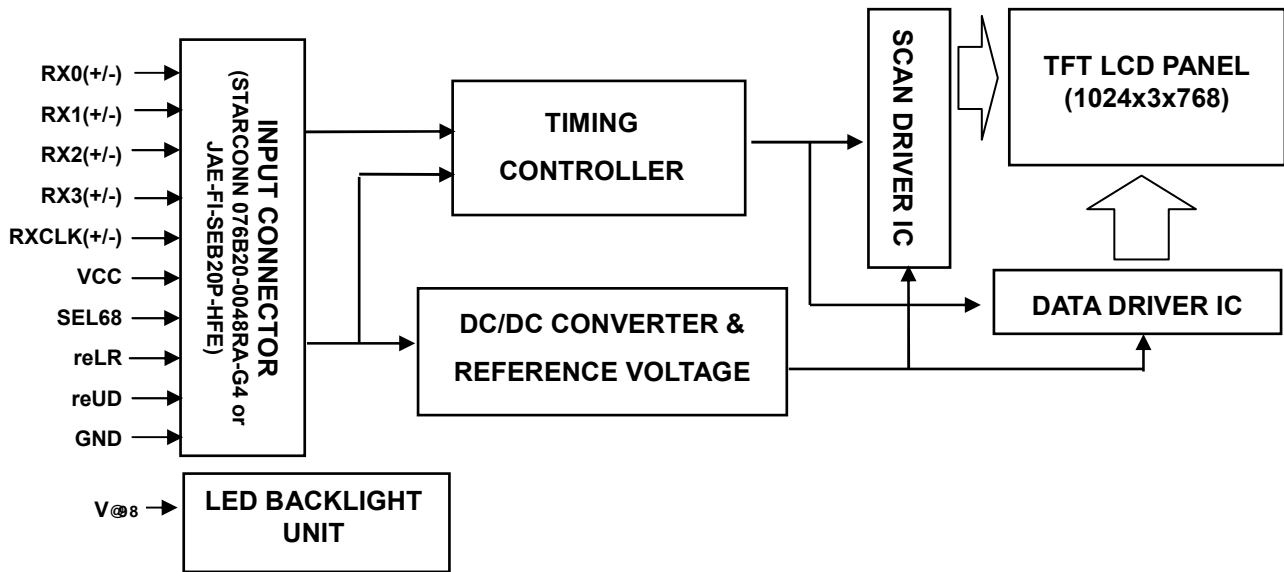 RX0(+/-)
RX1(+/-)
RX2(+/-)
RX3(+/-)
RXCLK(+/-)
VCC
SEL68
reLR
reUD
GND
INPUT CONNECTOR
(STARCONN 076B20-0048RA-G4 or
JAE-FI-SEB20P-HFE)
TIMING
CONTROLLER
DC/DC CONVERTER &
REFERENCE VOLTAGE
SCAN DRIVER IC
TFT LCD PANEL
(1024x3x768)
DATA DRIVER IC
V@98
LED BACKLIGHT
UNIT